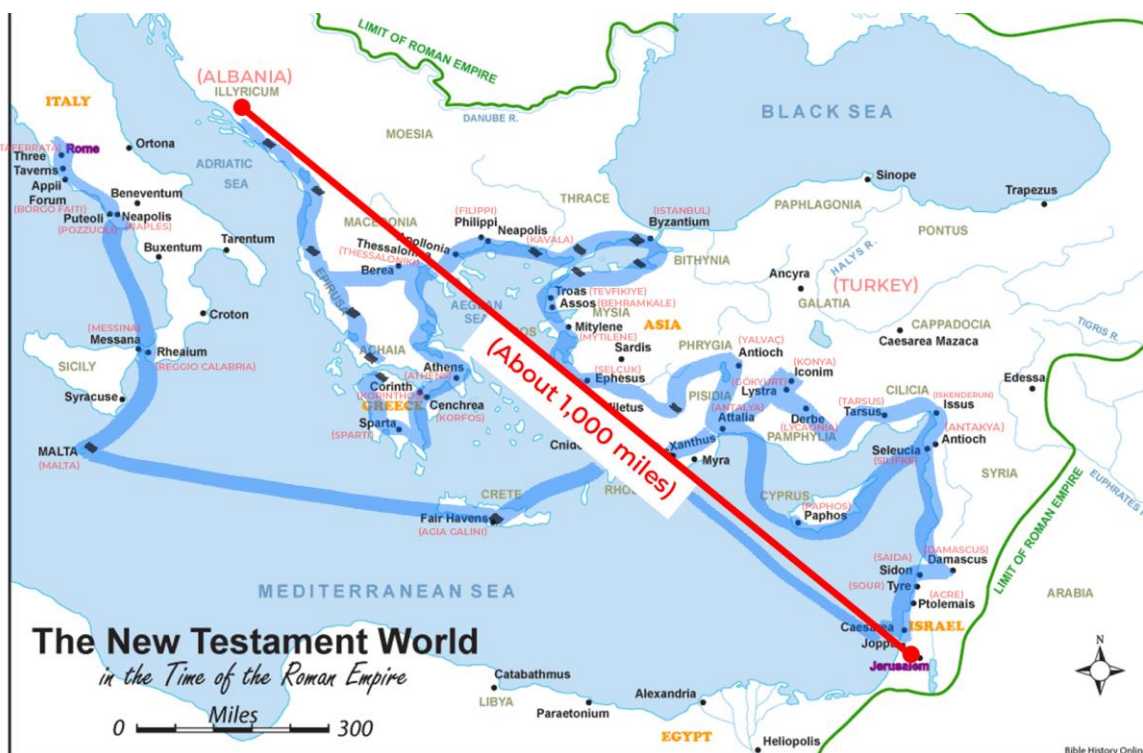 LIMIT OF ROMAN EMPIRE
(ALBANIA)
ILLYRICUM
ITALY
DANUBE R.
MOESIA
BLACK SEA
Rome
Three
Taverns
Appii
Forum
(BORGO FAITI)
Puteoli
(POZZUOLI)
Neapolis
(NAPLES)
Ortona
Beneventum
Buxentum
Tarentum
Croton
ADRIATIC
SEA
THRACE
Sinope
Trapezus
PAPHLAGONIA
PONTUS
MACEDONIA
Thessalonica
(THESSALONIKI)
Berea
(FILIPPI)
Philippi
Neapolis
(KAVALA)
(ISTANBUL)
Byzantium
BITHYNIA
HALYS R.
Ancyra
GALATIA
(TURKEY)
EPIRUS
AEGEAN
SEA
Troas (TEVFIKIYE)
Assos (BEHRAMKALE)
MYSIA
Mitylene
(MYTILENE)
ASIA
Sardis
PHRYGIA
CAPPADOCIA
Caesarea Mazaca
TIGRIS R.
(MESSINA)
Messana
Rheaium
(REGGIO CALABRIA)
SICILY
Syracuse
ACHAIA
Athens
(ATHENS)
Corinth
(KORINTHOS)
GREECE
Cenchrea
(KORFOS)
Sparta
(SPARTI)
(SELÇUK)
Ephesus
(YALVAÇ)
Antioch
(KONYA)
Iconim
(GÖKYURT)
Lystra
PISIDIA
(ANTALYA)
Attalia
Derbe
(LYCAONIA)
PAMPHYLIA
CILICIA
(TARSUS)
Tarsus
(ISKENDERUN)
Issus
(ANTAKYA)
Antioch
Seleucia
(SILIFKE)
Edessa
SYRIA
EUPHRATES R
(About 1,000 miles)
Xanthus
Myra
MALTA
(MALTA)
CRETE
Fair Havens
(AGIA GALINI)
CYPRUS
(PAPHOS)
Paphos
LIMIT OF ROMAN EMPIRE
(DAMASCUS)
Damascus
(SAIDA)
Sidon
(SOUR)
Tyre
(ACRE)
Ptolemais
ARABIA
Caesarea
ISRAEL
Joppa
Jerusalem
MEDITERRANEAN SEA
The New Testament World
in the Time of the Roman Empire
Miles
0 300
Catabathmus
LIBYA
Paraetonium
Alexandria
EGYPT
Heliopolis
N
Bible History Online